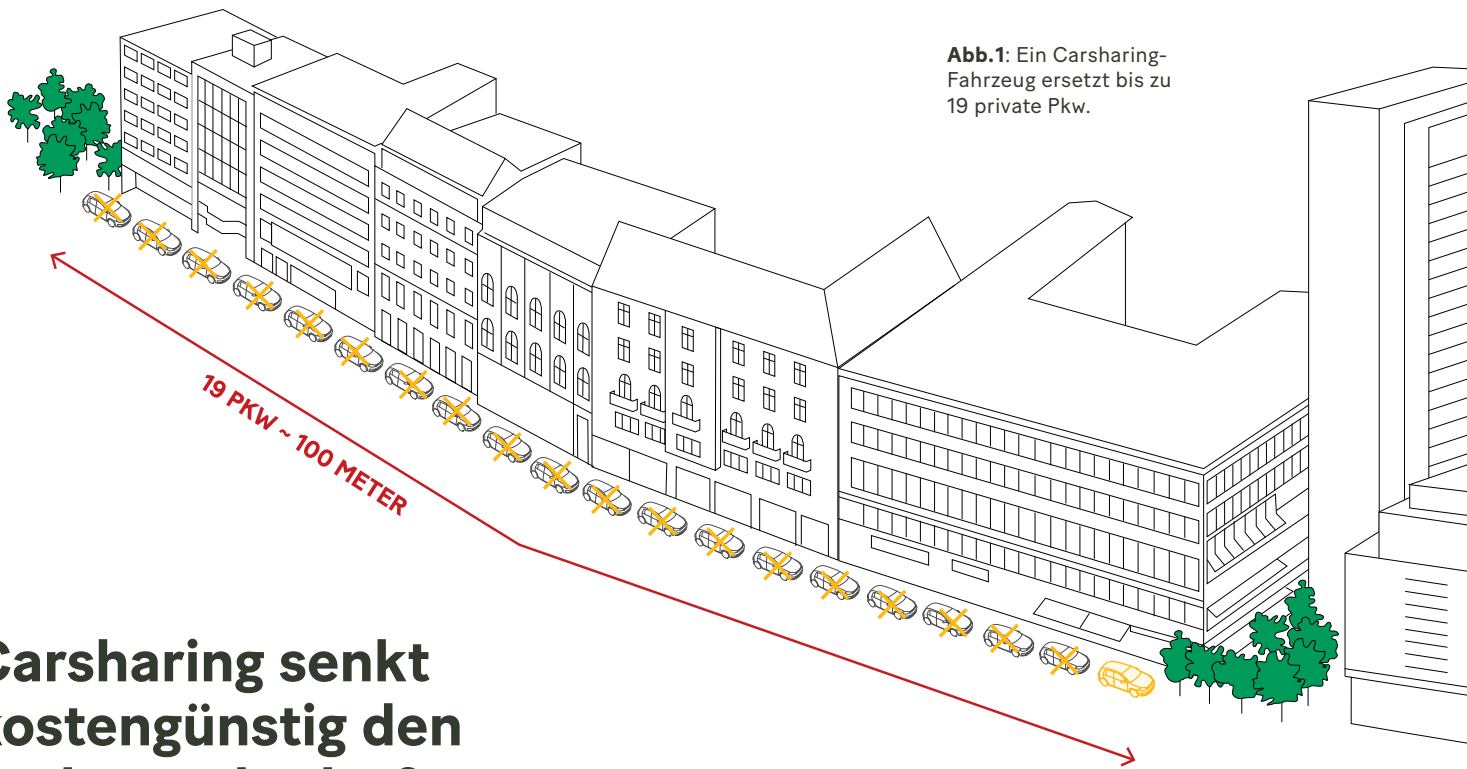 Abb.1: Ein Carsharing-
Fahrzeug ersetzt bis zu
19 private Pkw.
19 PKW ~ 100 METER
Carsharing senkt
kostengünstig den